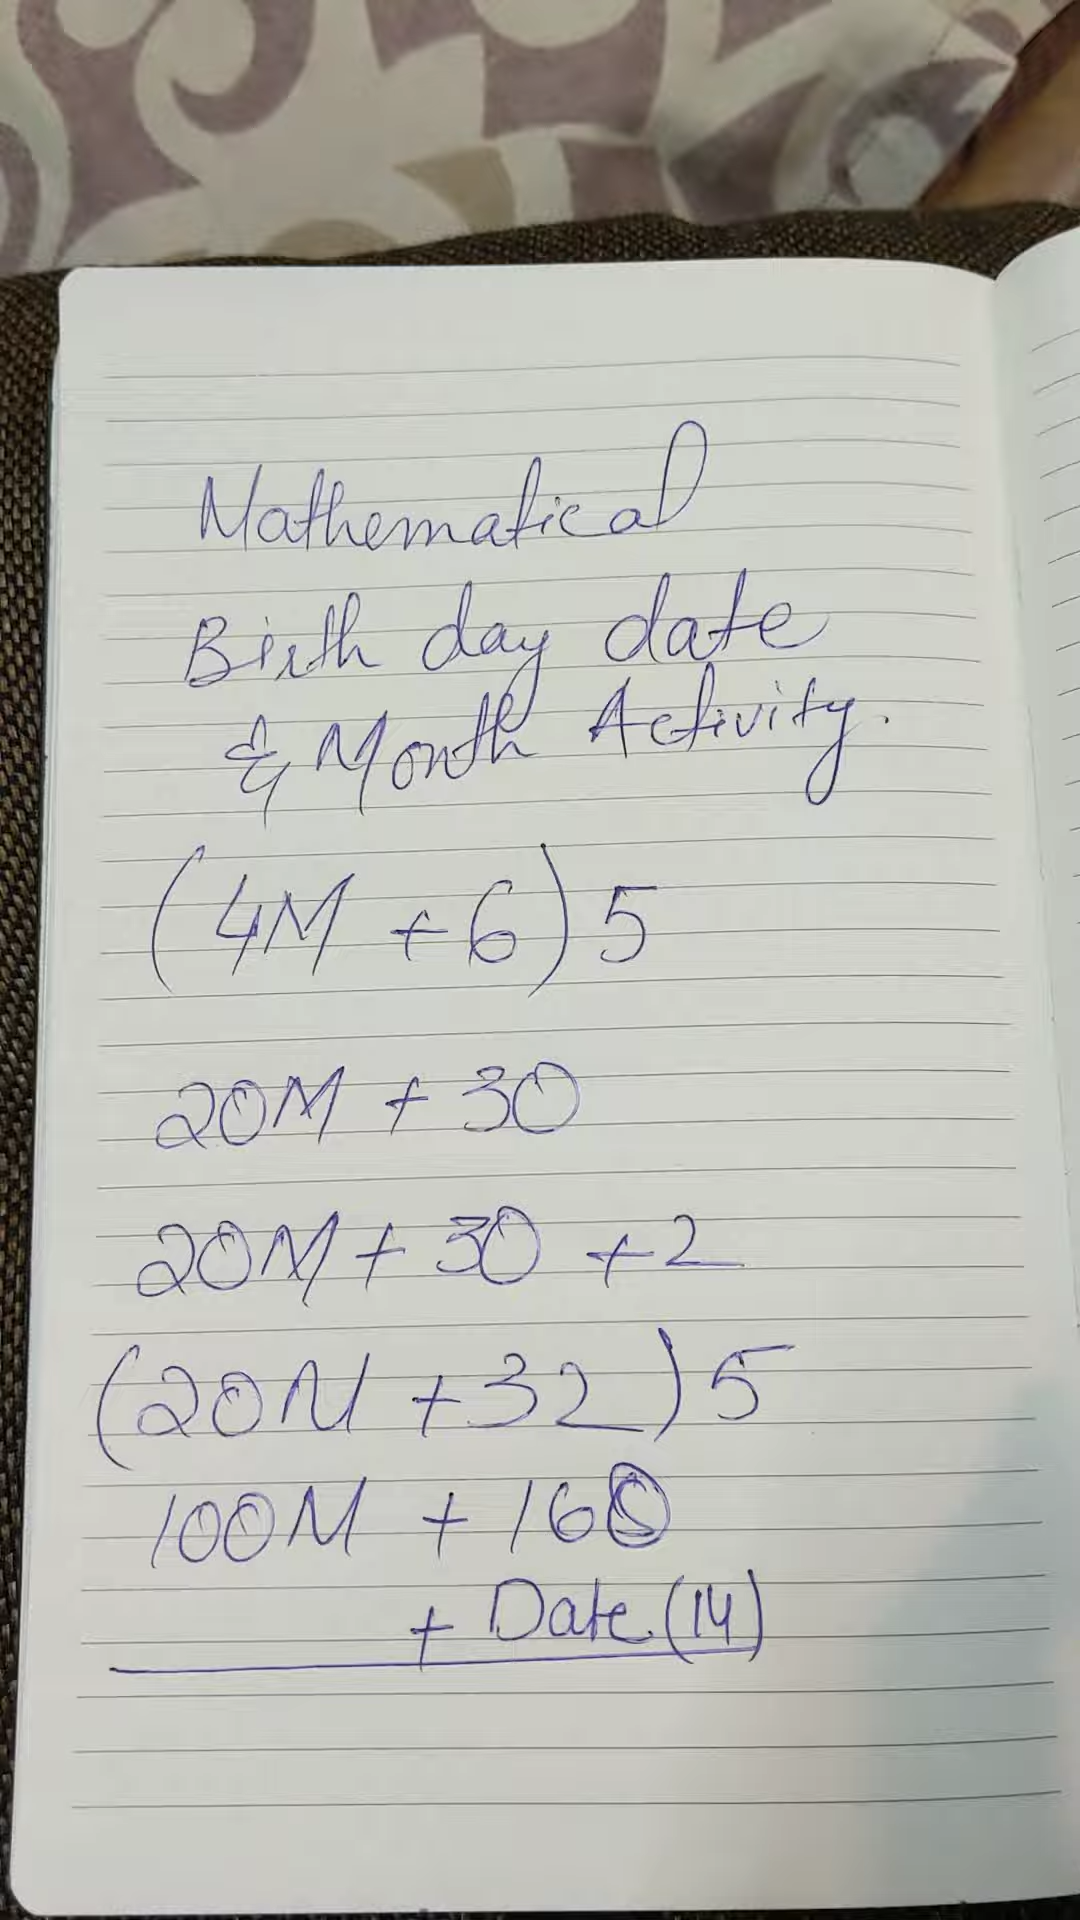 Mathematical
Birth day date
& Month Activity.
(4M + 6) 5
20M + 30
20M + 30 + 2
(20M + 32) 5
100M + 160
+ Date (14)